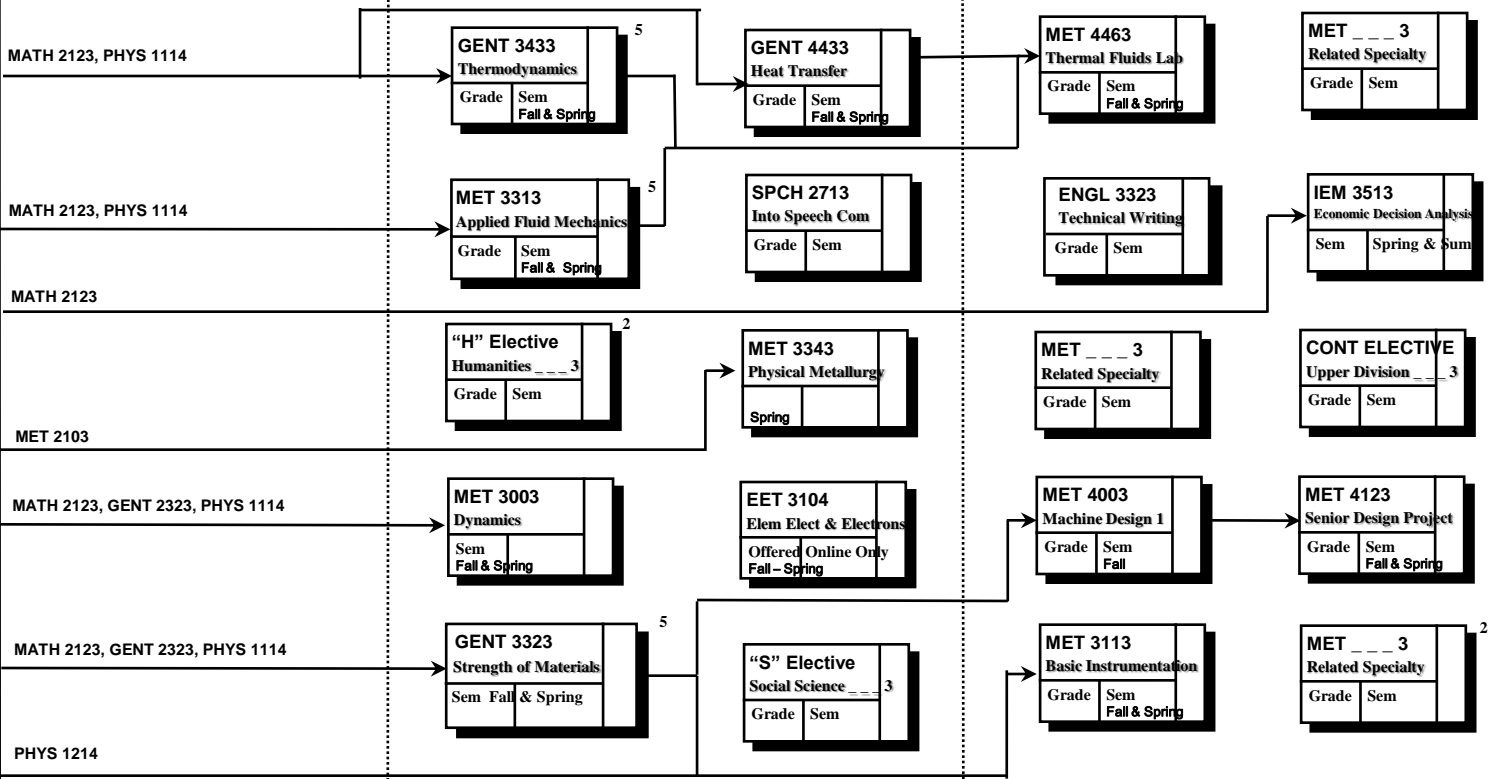 MATH 2123, PHYS 1114
GENT 3433
Thermodynamics
Grade Sem
Fall & Spring
5
GENT 4433
Heat Transfer
Grade Sem
Fall & Spring
MET 4463
Thermal Fluids Lab
Grade Sem
Fall & Spring
MET _ _ _ 3
Related Specialty
Grade Sem
MATH 2123, PHYS 1114
MET 3313
Applied Fluid Mechanics
Grade Sem
Fall & Spring
5
SPCH 2713
Into Speech Com
Grade Sem
ENGL 3323
Technical Writing
Grade Sem
IEM 3513
Economic Decision Analysis
Sem Spring & Sum
MATH 2123
“H” Elective
Humanities _ _ _ 3
Grade Sem
2
MET 3343
Physical Metallurgy
Spring
MET _ _ _ 3
Related Specialty
Grade Sem
CONT ELECTIVE
Upper Division _ _ _ 3
Grade Sem
MET 2103
MATH 2123, GENT 2323, PHYS 1114
MET 3003
Dynamics
Sem
Fall & Spring
EET 3104
Elem Elect & Electrons
Offered Online Only
Fall – Spring
MET 4003
Machine Design 1
Grade Sem
Fall
MET 4123
Senior Design Project
Grade Sem
Fall & Spring
MATH 2123, GENT 2323, PHYS 1114
GENT 3323
Strength of Materials
Sem Fall & Spring
5
“S” Elective
Social Science _ _ _ 3
Grade Sem
MET 3113
Basic Instrumentation
Grade Sem
Fall & Spring
MET _ _ _ 3
Related Specialty
Grade Sem
2
PHYS 1214